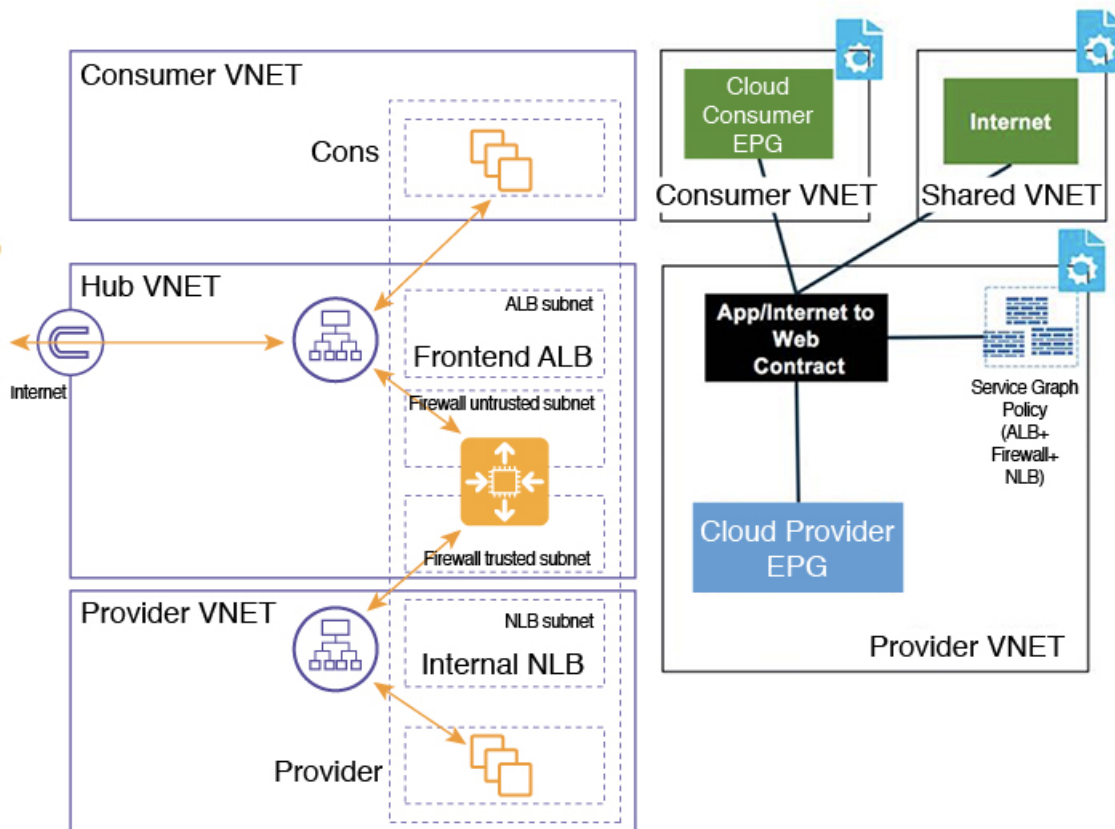 Consumer VNET
Cons
Hub VNET
ALB subnet
Frontend ALB
Internet
Firewall untrusted subnet
Firewall trusted subnet
Provider VNET
NLB subnet
Internal NLB
Provider
Cloud
Consumer
EPG
Consumer VNET
Internet
Shared VNET
App/Internet to
Web
Contract
Service Graph
Policy
(ALB+
Firewall+
NLB)
Cloud Provider
EPG
Provider VNET